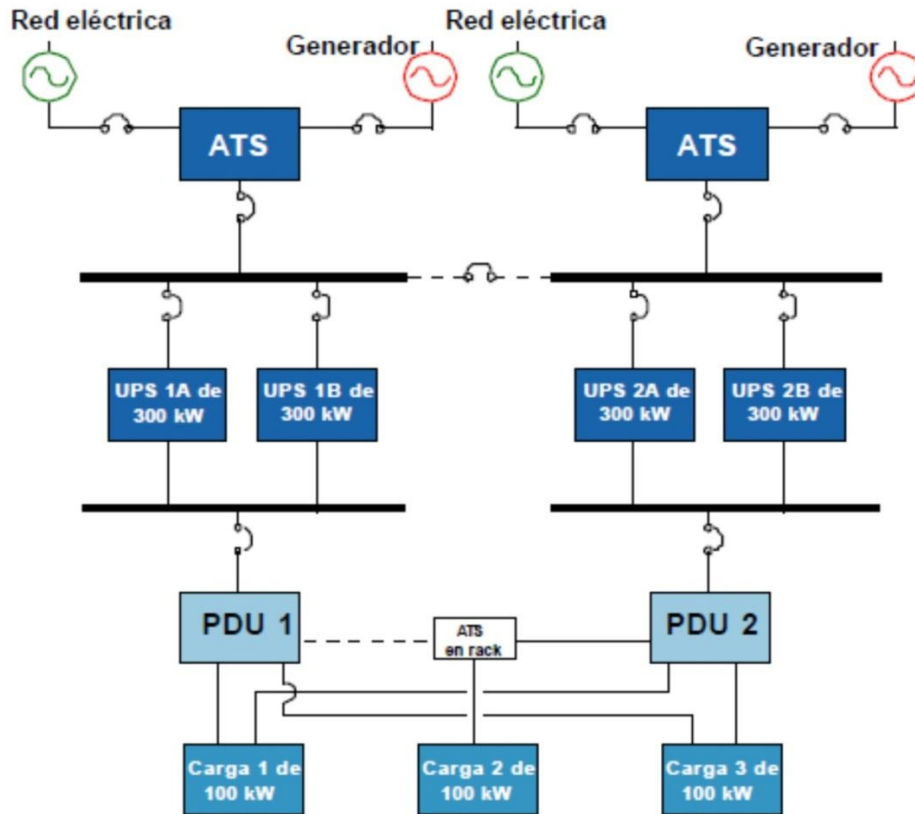 Red eléctrica
Generador
Red eléctrica
Generador
ATS
ATS
UPS 1A de
300 kW
UPS 1B de
300 kW
UPS 2A de
300 kW
UPS 2B de
300 kW
PDU 1
ATS
en rack
PDU 2
Carga 1 de
100 kW
Carga 2 de
100 kW
Carga 3 de
100 kW